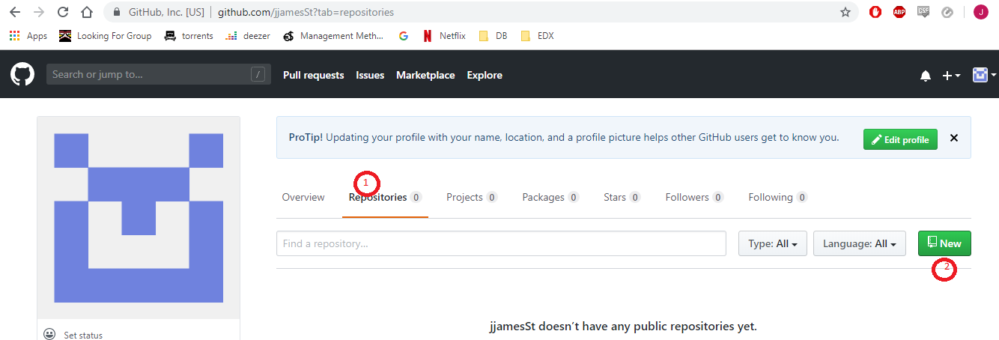 GitHub, Inc. [US] | github.com/jjamesSt?tab=repositories
ABP CSS J
Apps Looking For Group torrents deezer Management Meth... G Netflix DB EDX
Search or jump to... / Pull requests Issues Marketplace Explore
ProTip! Updating your profile with your name, location, and a profile picture helps other GitHub users get to know you. Edit profile
1
Overview Repositories 0 Projects 0 Packages 0 Stars 0 Followers 0 Following 0
Find a repository... Type: All Language: All New
2
jjamesSt doesn't have any public repositories yet.
Set status